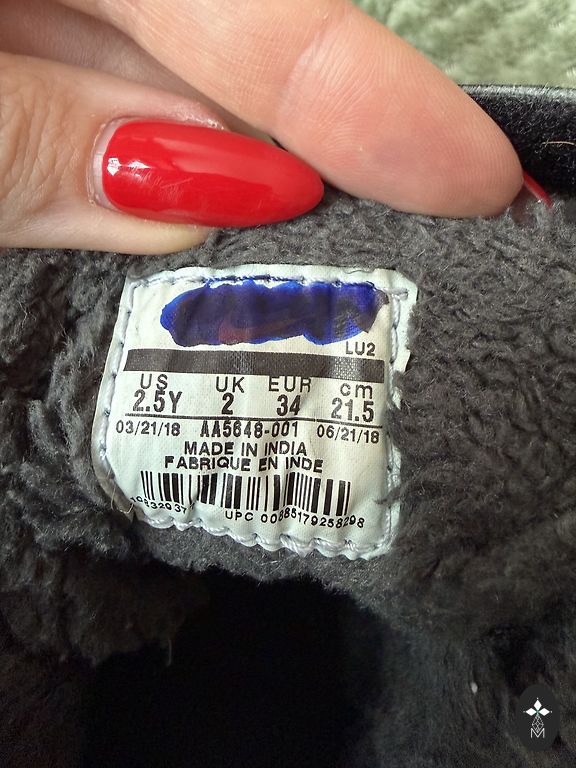 LU2
US UK EUR cm
2.5Y 2 34 21.5
03/21/18 AA5648-001 06/21/18
MADE IN INDIA
FABRIQUE EN INDE
UPC 00885179258298
M